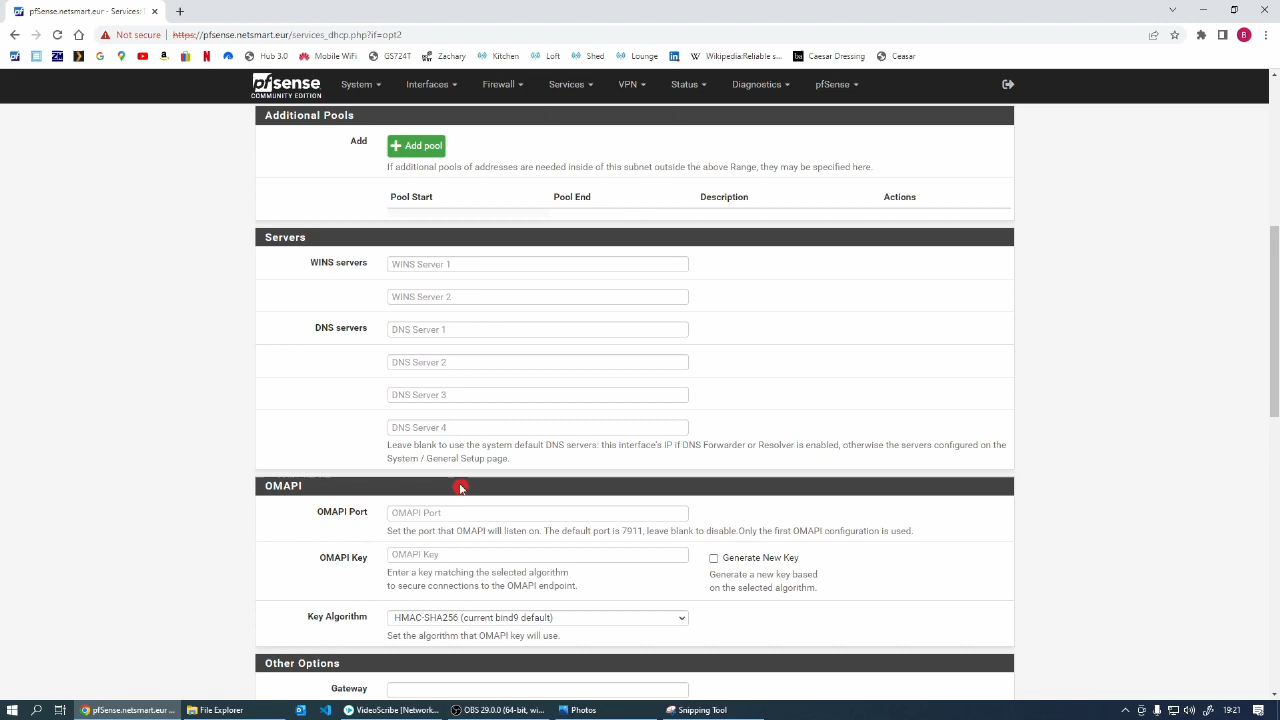 pfSense.netsmart.eur - Services: D
Not secure
https://pfsense.netsmart.eur/services_dhcp.php?if=opt2
B
Hub 3.0 Mobile WiFi GS724T Zachary Kitchen Loft Shed Lounge Wikipedia:Reliable s... Caesar Dressing Ceasar
pfsense COMMUNITY EDITION System Interfaces Firewall Services VPN Status Diagnostics pfSense
Additional Pools
Add
Add pool
If additional pools of addresses are needed inside of this subnet outside the above Range, they may be specified here.
Pool Start Pool End Description Actions
Servers
WINS servers WINS Server 1
WINS Server 2
DNS servers DNS Server 1
DNS Server 2
DNS Server 3
DNS Server 4
Leave blank to use the system default DNS servers: this interface's IP if DNS Forwarder or Resolver is enabled, otherwise the servers configured on the
System / General Setup page.
OMAPI
OMAPI Port OMAPI Port
Set the port that OMAPI will listen on. The default port is 7911, leave blank to disable.Only the first OMAPI configuration is used.
OMAPI Key OMAPI Key Generate New Key
Enter a key matching the selected algorithm
to secure connections to the OMAPI endpoint.
Generate a new key based
on the selected algorithm.
Key Algorithm HMAC-SHA256 (current bind9 default)
Set the algorithm that OMAPI key will use.
Other Options
Gateway
pfSense.netsmart.eur ... File Explorer VideoScribe [Network... OBS 29.0.0 (64-bit, wi... Photos Snipping Tool 19:21